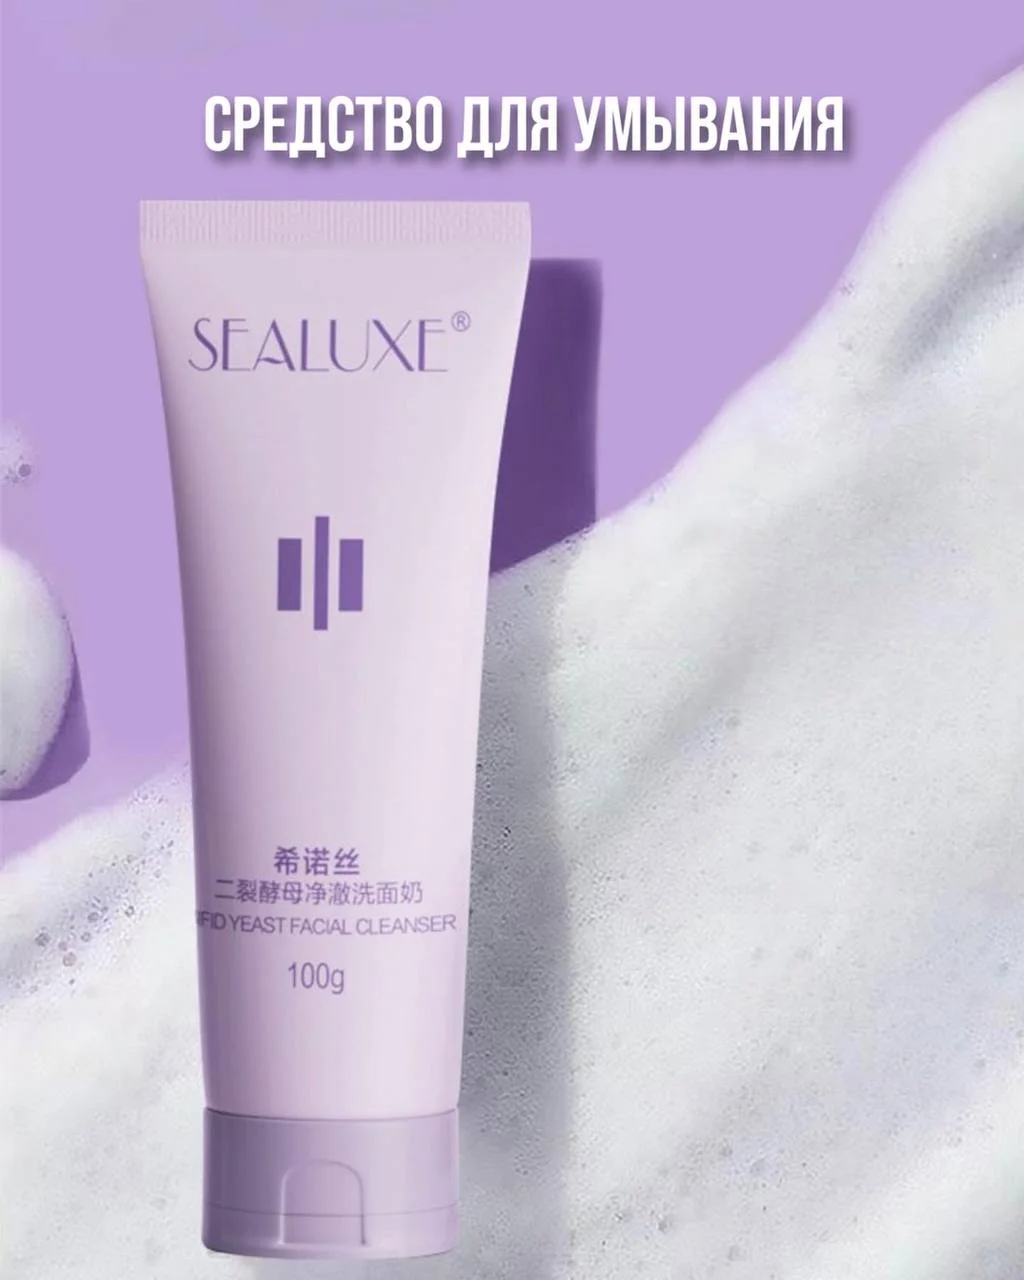 СРЕДСТВО ДЛЯ УМЫВАНИЯ
SEALUXE®
希诺丝
二裂酵母净澈洗面奶
YEAST FACIAL CLEANSER
100g